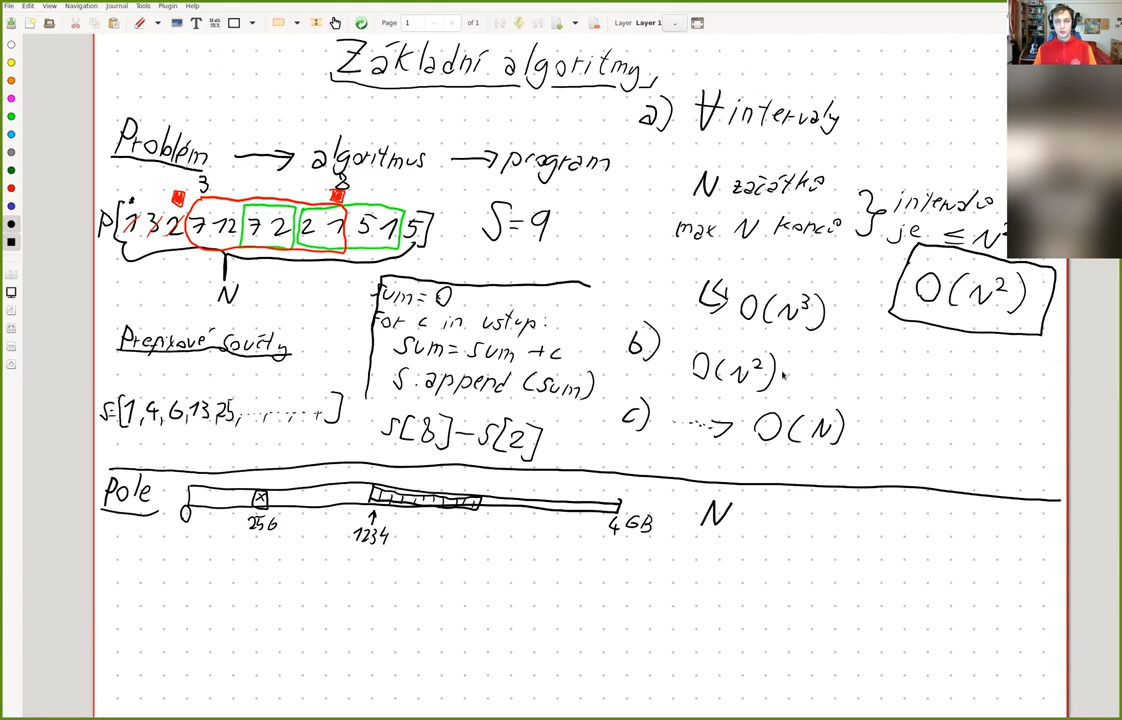 File Edit View Navigation Journal Tools Plugin Help
Page 1 of 1 Layer Layer 1
Základní algoritmy
Problém → algoritmus → program
3 8
P[1 3 2 7 12 7 2 2 1 5 1 5] S=9
N
Prefixové součty
s=[1,4,6,13,25,........,]
sum=0
For c in vstup:
sum=sum+c
S.append(sum)
s[8]-s[2]
a) ∀ intervaly
N začátků
max N konců
intervalů
je ≤ N²
O(N³)
O(N²)
b)
O(N²)
c) ....→ O(N)
Pole
0 x 256 1234 4GB N